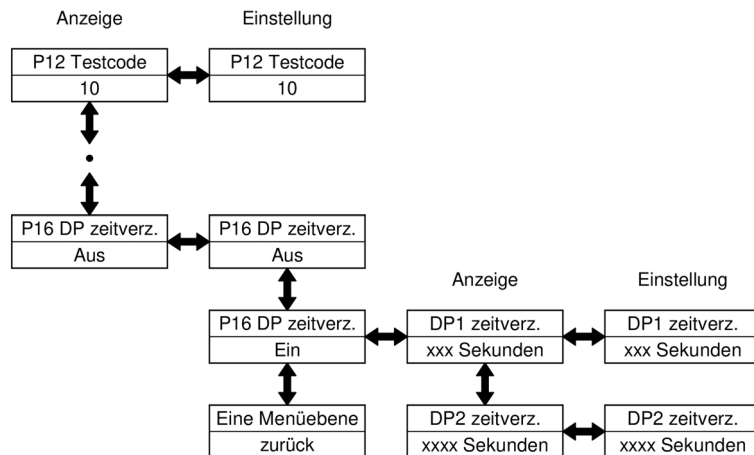 Anzeige Einstellung
P12 Testcode P12 Testcode
10 10
P16 DP zeitverz. P16 DP zeitverz.
Aus Aus
Anzeige Einstellung
P16 DP zeitverz. DP1 zeitverz. DP1 zeitverz.
Ein xxx Sekunden xxx Sekunden
Eine Menüebene DP2 zeitverz. DP2 zeitverz.
zurück xxxx Sekunden xxxx Sekunden